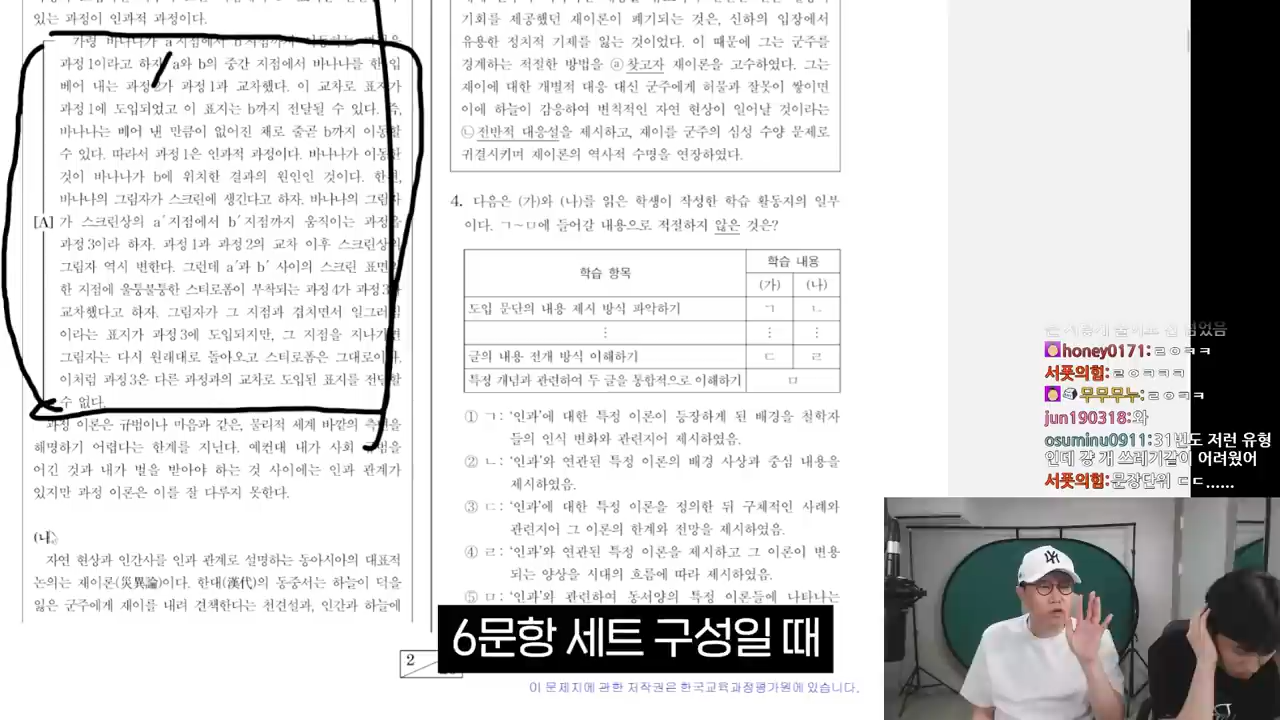 있는 과정이 인과적 과정이다.
가령 바나나가 a 지점에서 b 지점까지
과정 1이라고 하자. a와 b의 중간 지점에서 바나나를 한 입
베어 내는 과정 2가 과정 1과 교차했다. 이 교차로 표지가
과정 1에 도입되었고 이 표지는 b까지 전달될 수 있다. 즉,
바나나는 베어 낸 만큼이 없어진 채로 줄곧 b까지 이동할
수 있다. 따라서 과정 1은 인과적 과정이다. 바나나가 이동한
것이 바나나가 b에 위치한 결과의 원인인 것이다. 한편,
바나나의 그림자가 스크린에 생긴다고 하자. 바나나의 그림자
[A] 가 스크린상의 a′지점에서 b′지점까지 움직이는 과정을
과정 3이라 하자. 과정 1과 과정 2의 교차 이후 스크린상의
그림자 역시 변한다. 그런데 a′과 b′ 사이의 스크린 표면의
한 지점에 울퉁불퉁한 스티로폼이 부착되는 과정 4가 과정 3과
교차했다고 하자. 그림자가 그 지점과 겹치면서 일그러짐
이라는 표지가 과정 3에 도입되지만, 그 지점을 지나가면
그림자는 다시 원래대로 돌아오고 스티로폼은 그대로이다.
이처럼 과정 3은 다른 과정과의 교차로 도입된 표지를 전달할
수 없다.
과정 이론은 규범이나 마음과 같은, 물리적 세계 바깥의 측면을
해명하기 어렵다는 한계를 지닌다. 예컨대 내가 사회 규범을
어긴 것과 내가 벌을 받아야 하는 것 사이에는 인과 관계가
있지만 과정 이론은 이를 잘 다루지 못한다.
(나)
자연 현상과 인간사를 인과 관계로 설명하는 동아시아의 대표적
논의는 재이론(災異論)이다. 한대(漢代)의 동중서는 하늘이 덕을
잃은 군주에게 재이를 내려 견책한다는 천견설과, 인간과 하늘에
2
기회를 제공했던 재이론이 폐기되는 것은, 신하의 입장에서
유용한 정치적 기제를 잃는 것이었다. 이 때문에 그는 군주를
경계하는 적절한 방법을 ⓐ찾고자 재이론을 고수하였다. 그는
재이에 대한 개별적 대응 대신 군주에게 허물과 잘못이 쌓이면
이에 하늘이 감응하여 변칙적인 자연 현상이 일어날 것이라는
㉡전반적 대응설을 제시하고, 재이를 군주의 심성 수양 문제로
귀결시키며 재이론의 역사적 수명을 연장하였다.
4. 다음은 (가)와 (나)를 읽은 학생이 작성한 학습 활동지의 일부
이다. ㄱ~ㅁ에 들어갈 내용으로 적절하지 않은 것은?
학습 항목 학습 내용
(가) (나)
도입 문단의 내용 제시 방식 파악하기 ㄱ ㄴ
⋮ ⋮ ⋮
글의 내용 전개 방식 이해하기 ㄷ ㄹ
특정 개념과 관련하여 두 글을 통합적으로 이해하기 ㅁ
① ㄱ: '인과'에 대한 특정 이론이 등장하게 된 배경을 철학자
들의 인식 변화와 관련지어 제시하였음.
② ㄴ: '인과'와 연관된 특정 이론의 배경 사상과 중심 내용을
제시하였음.
③ ㄷ: '인과'에 대한 특정 이론을 정의한 뒤 구체적인 사례와
관련지어 그 이론의 한계와 전망을 제시하였음.
④ ㄹ: '인과'와 연관된 특정 이론을 제시하고 그 이론이 변용
되는 양상을 시대의 흐름에 따라 제시하였음.
⑤ ㅁ: '인과'와 관련하여 동서양의 특정 이론들에 나타나는
6문항 세트 구성일 때
이 문제지에 관한 저작권은 한국교육과정평가원에 있습니다.
honey0171: ㄹㅇㅋㅋ
서폿의힘: ㄹㅇㅋㅋㅋㅋ
무무무누: ㄹㅇㅋㅋ
jun190318: 와
osuminu0911: 31번도 저런 유형
인데 걍 개 쓰레기같이 어려웠어
서폿의힘: 문장단위 ㄷㄷ......